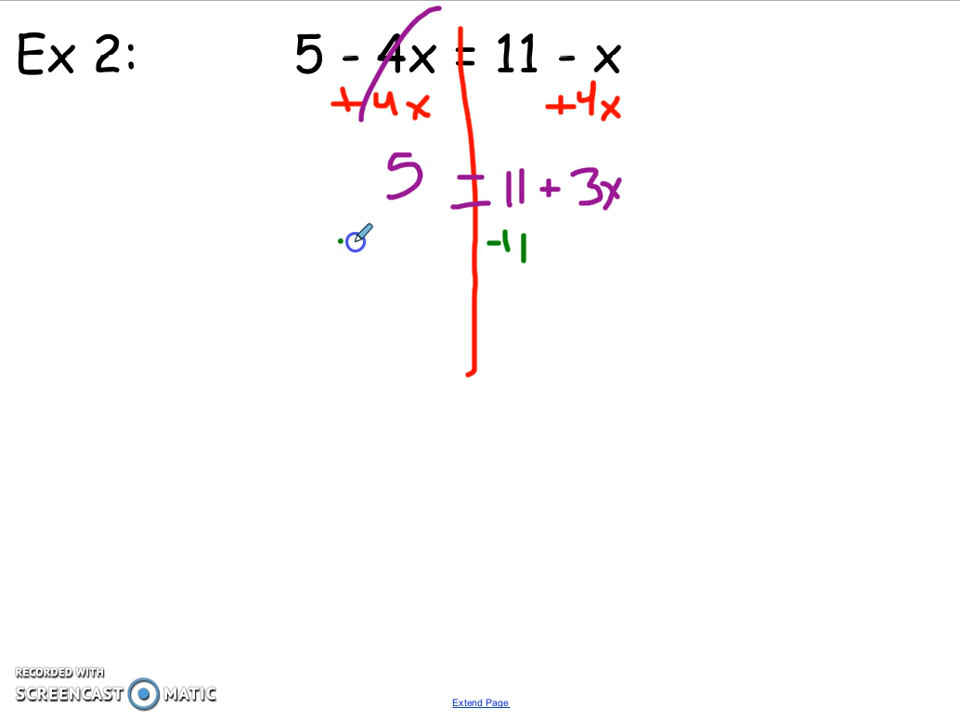 Ex 2: 5 - 4x = 11 - x
+4x +4x
5 = 11 + 3x
-11
RECORDED WITH
SCREENCAST MATIC
Extend Page